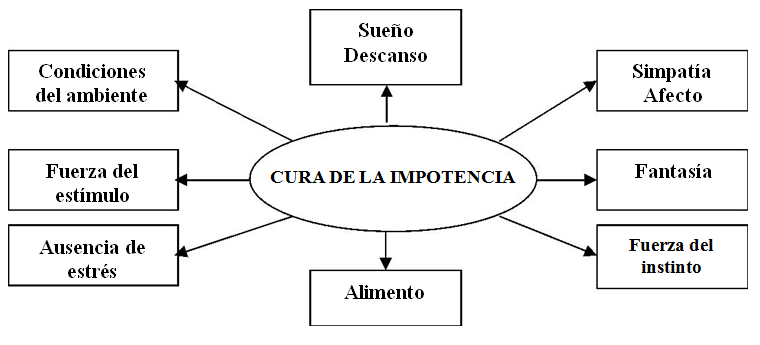 Sueño
Descanso
Condiciones
del ambiente
Simpatía
Afecto
Fuerza del
estímulo
CURA DE LA IMPOTENCIA
Fantasía
Ausencia de
estrés
Fuerza del
instinto
Alimento